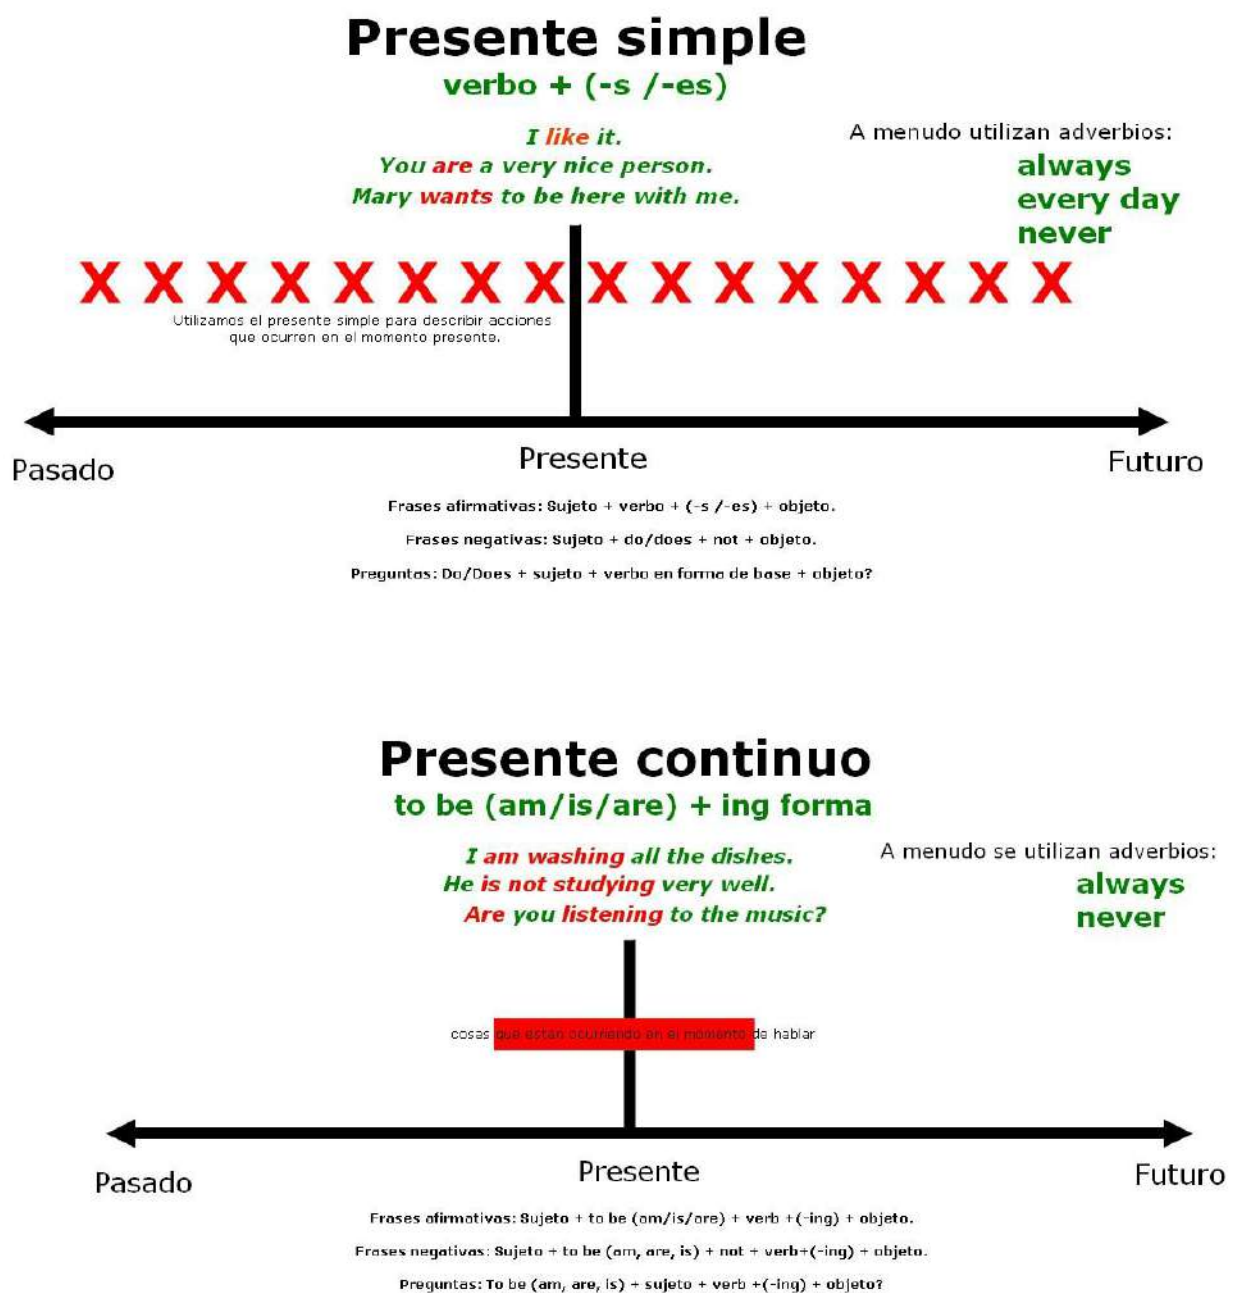 Presente simple
verbo + (-s /-es)
I like it.
You are a very nice person.
Mary wants to be here with me.
A menudo utilizan adverbios:
always
every day
never
X X X X X X X X X X X X X X X X
Utilizamos el presente simple para describir acciones
que ocurren en el momento presente.
Pasado
Presente
Futuro
Frases afirmativas: Sujeto + verbo + (-s /-es) + objeto.
Frases negativas: Sujeto + do/does + not + objeto.
Preguntas: Do/Does + sujeto + verbo en forma de base + objeto?
Presente continuo
to be (am/is/are) + ing forma
I am washing all the dishes.
He is not studying very well.
Are you listening to the music?
A menudo se utilizan adverbios:
always
never
cosas que estan ocurriendo en el momento de hablar
Pasado
Presente
Futuro
Frases afirmativas: Sujeto + to be (am/is/are) + verb +(-ing) + objeto.
Frases negativas: Sujeto + to be (am, are, is) + not + verb+(-ing) + objeto.
Preguntas: To be (am, are, is) + sujeto + verb +(-ing) + objeto?